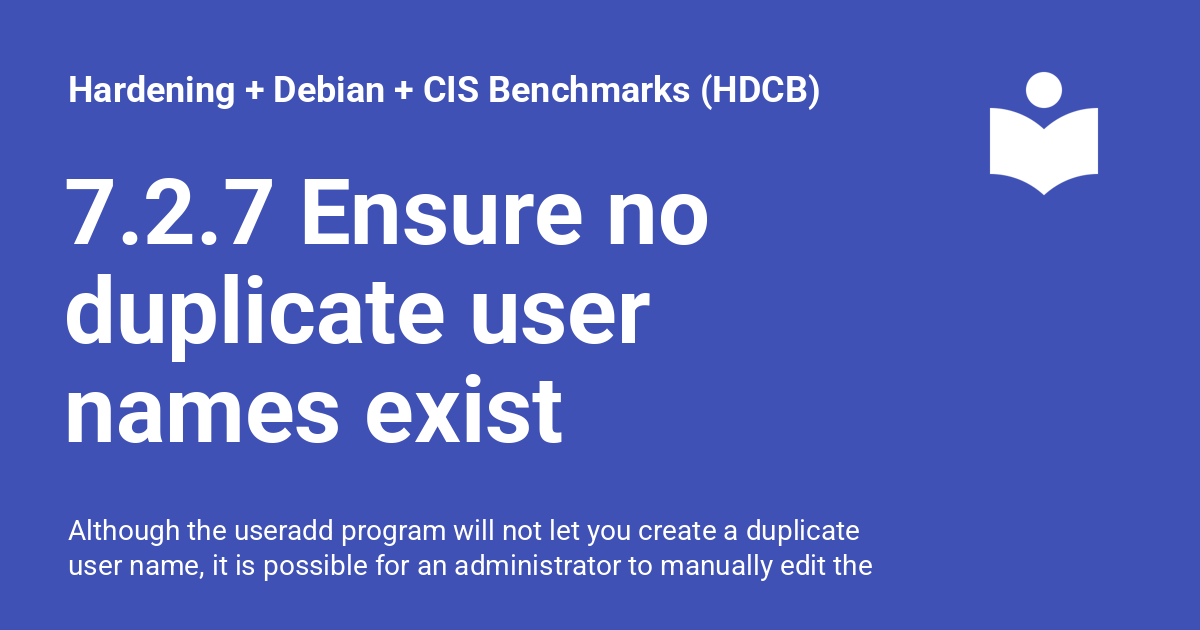 Hardening + Debian + CIS Benchmarks (HDCB)
7.2.7 Ensure no
duplicate user
names exist
Although the useradd program will not let you create a duplicate
user name, it is possible for an administrator to manually edit the